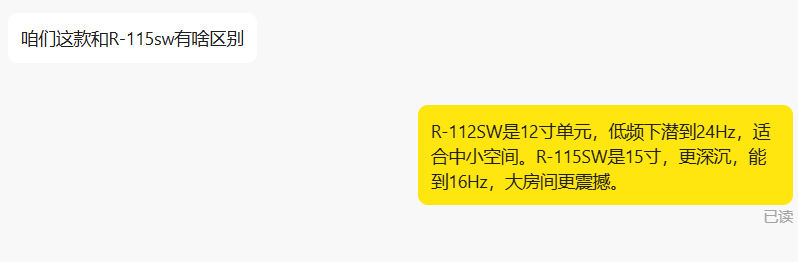 咱们这款和R-115sw有啥区别
R-112SW是12寸单元，低频下潜到24Hz，适
合中小空间。R-115SW是15寸，更深沉，能
到16Hz，大房间更震撼。
已读